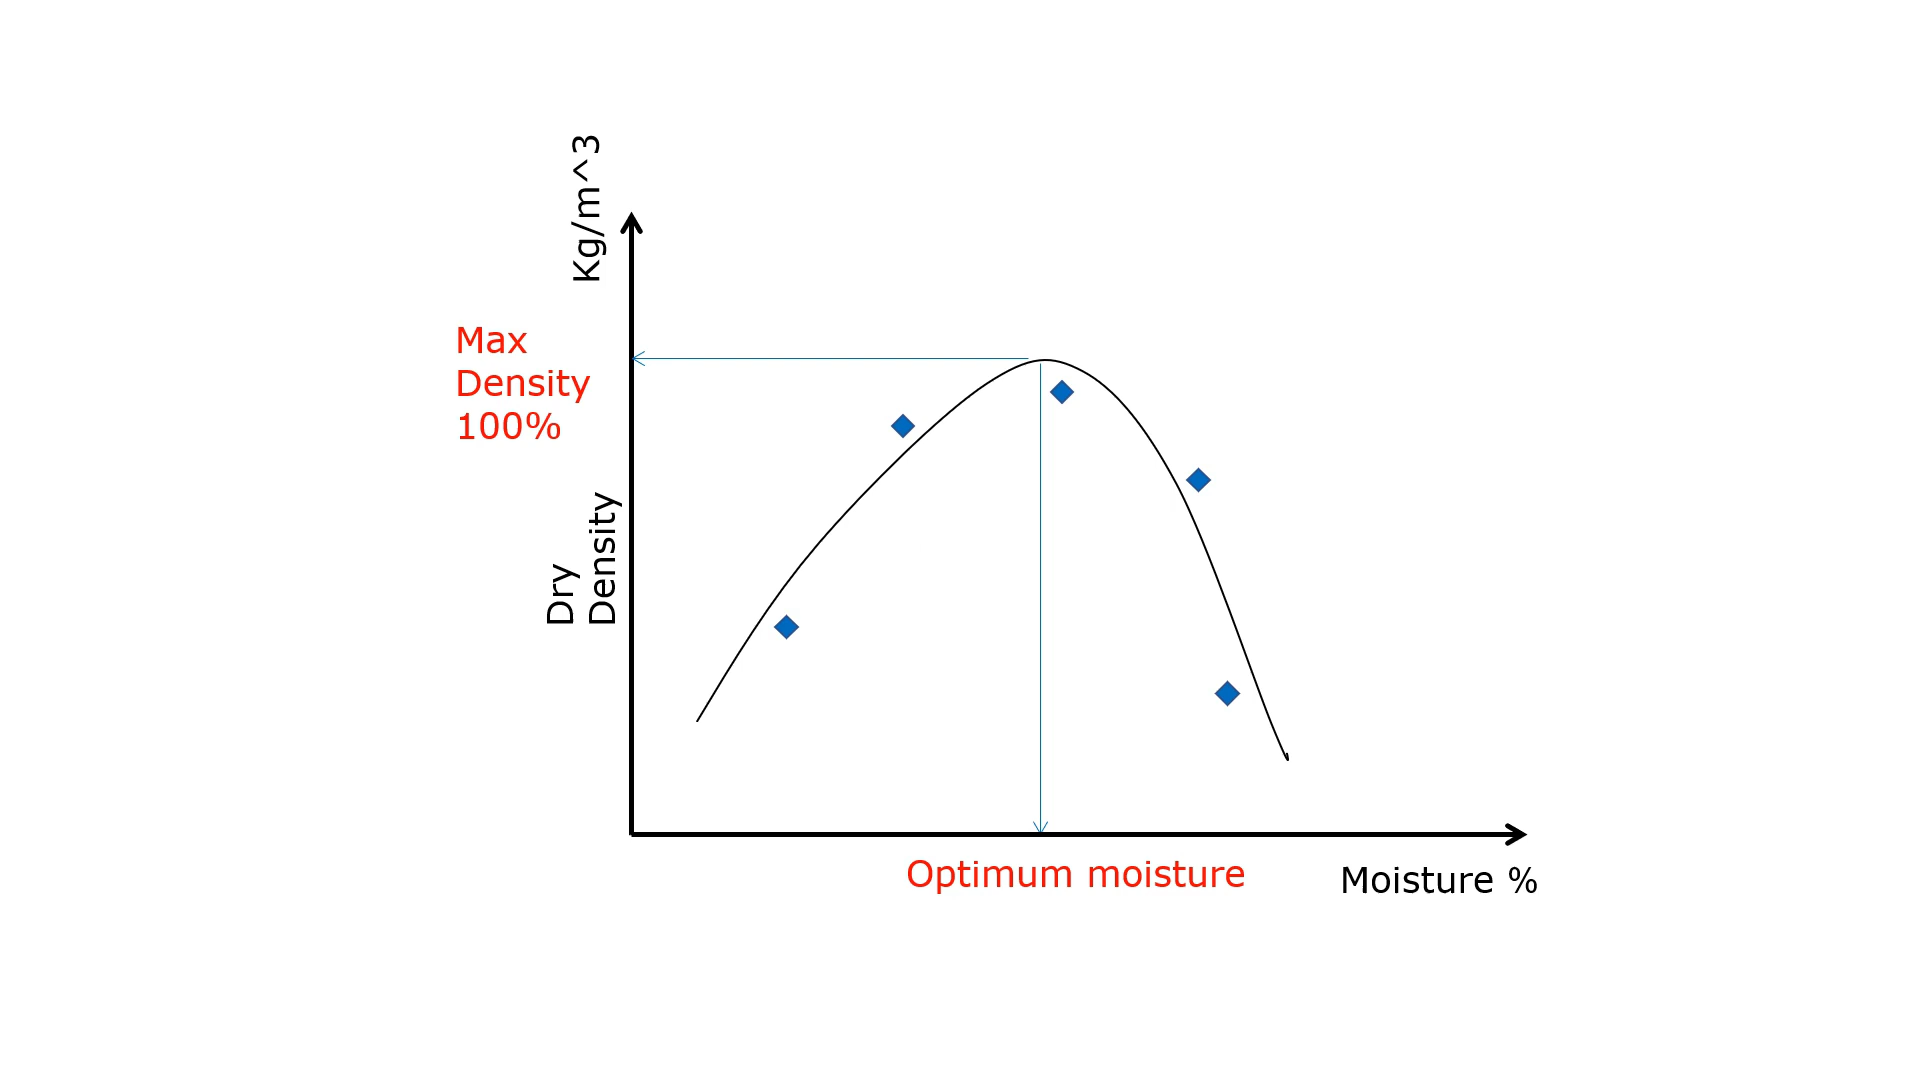 Kg/m^3
Max
Density
100%
Dry
Density
Optimum moisture
Moisture %